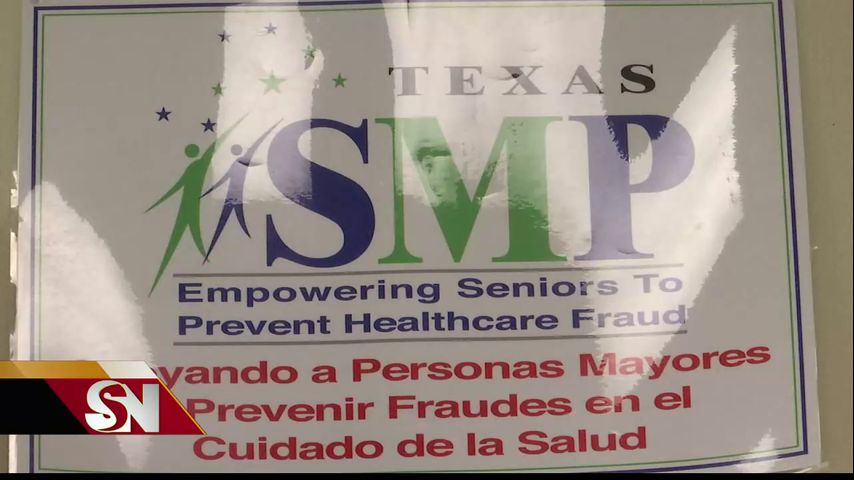 TEXAS
SMP
Empowering Seniors To
Prevent Healthcare Fraud
a Personas Mayores
Prevenir Fraudes en el
Cuidado de la Salud
SN